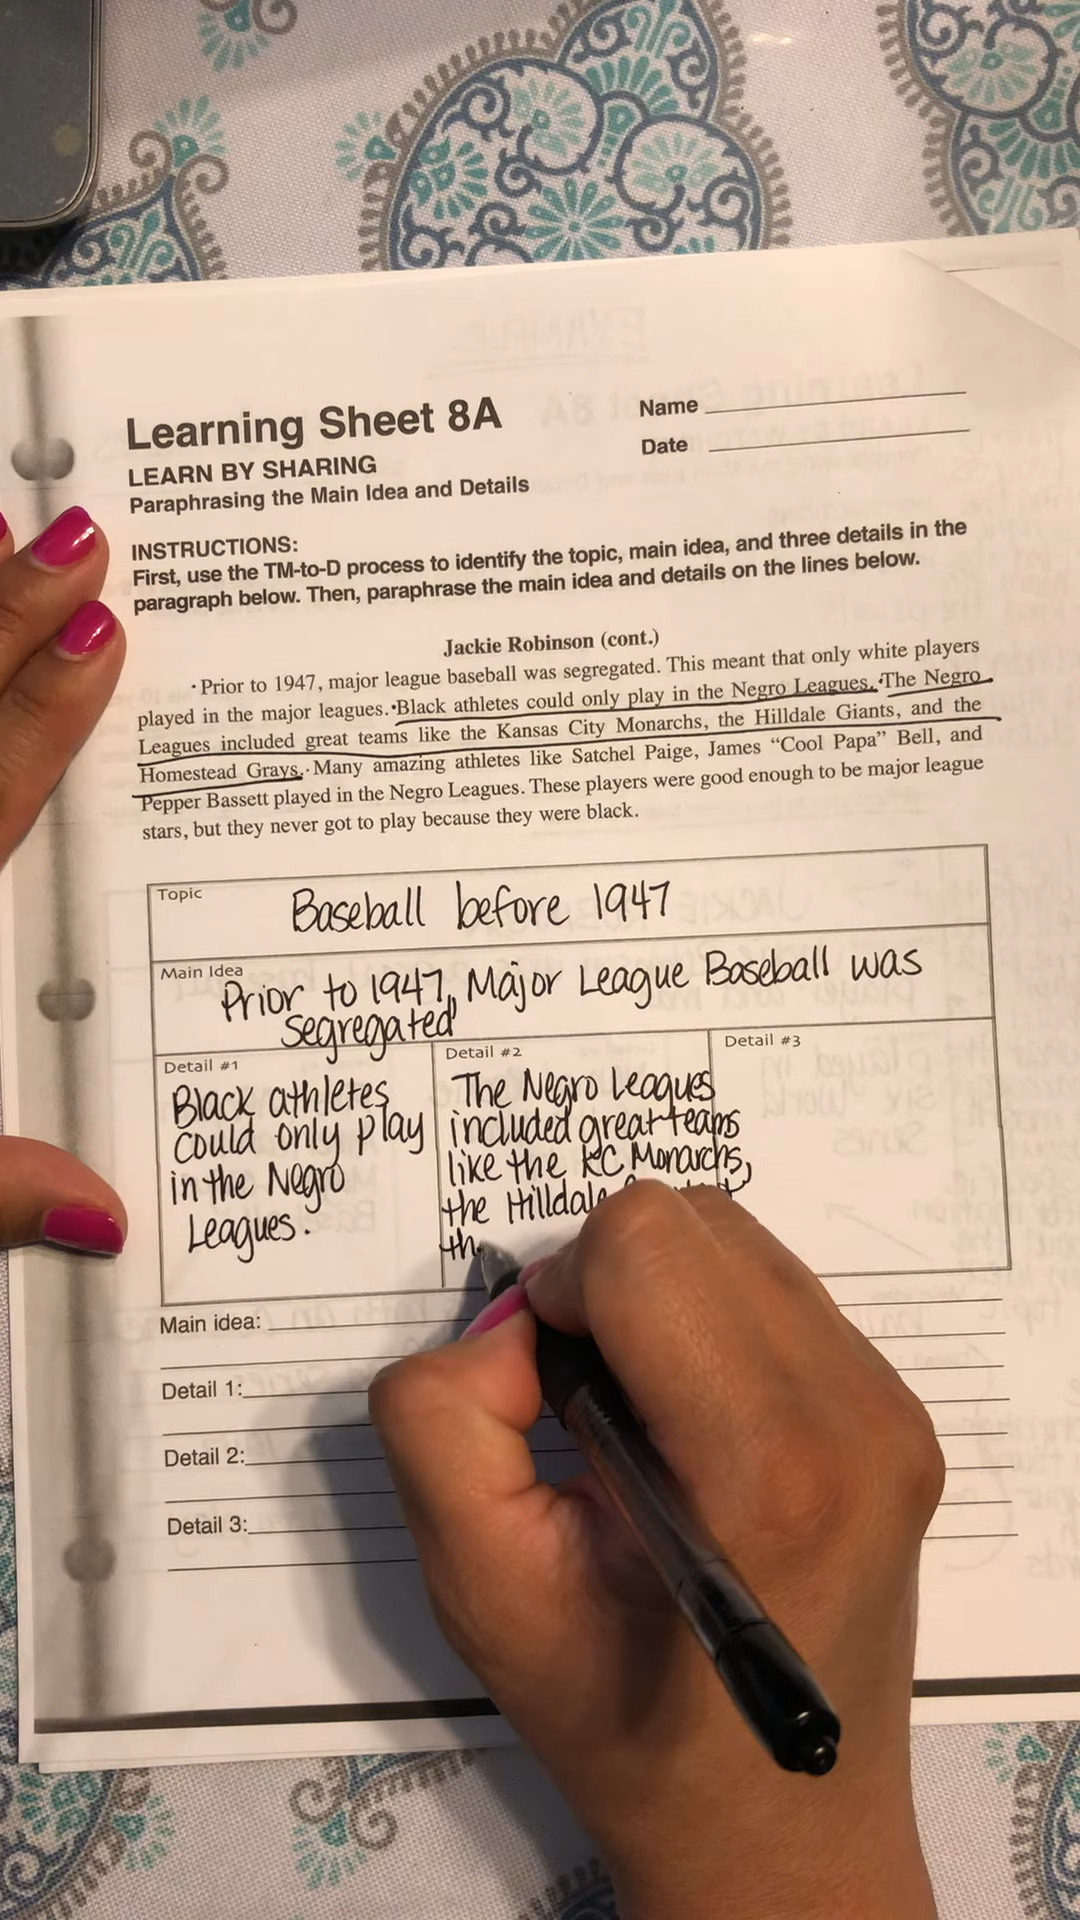 Learning Sheet 8A
Name
Date
LEARN BY SHARING
Paraphrasing the Main Idea and Details
INSTRUCTIONS:
First, use the TM-to-D process to identify the topic, main idea, and three details in the
paragraph below. Then, paraphrase the main idea and details on the lines below.
Jackie Robinson (cont.)
Prior to 1947, major league baseball was segregated. This meant that only white players
played in the major leagues. Black athletes could only play in the Negro Leagues. The Negro
Leagues included great teams like the Kansas City Monarchs, the Hilldale Giants, and the
Homestead Grays. Many amazing athletes like Satchel Paige, James “Cool Papa” Bell, and
Pepper Bassett played in the Negro Leagues. These players were good enough to be major league
stars, but they never got to play because they were black.
Topic
Baseball before 1947
Main Idea
Prior to 1947, Major League Baseball was
segregated
Detail #1
Black athletes
could only play
in the Negro
Leagues.
Detail #2
The Negro Leagues
included great teams
like the KC Monarchs,
the Hilldale
Detail #3
Main idea:
Detail 1:
Detail 2:
Detail 3: